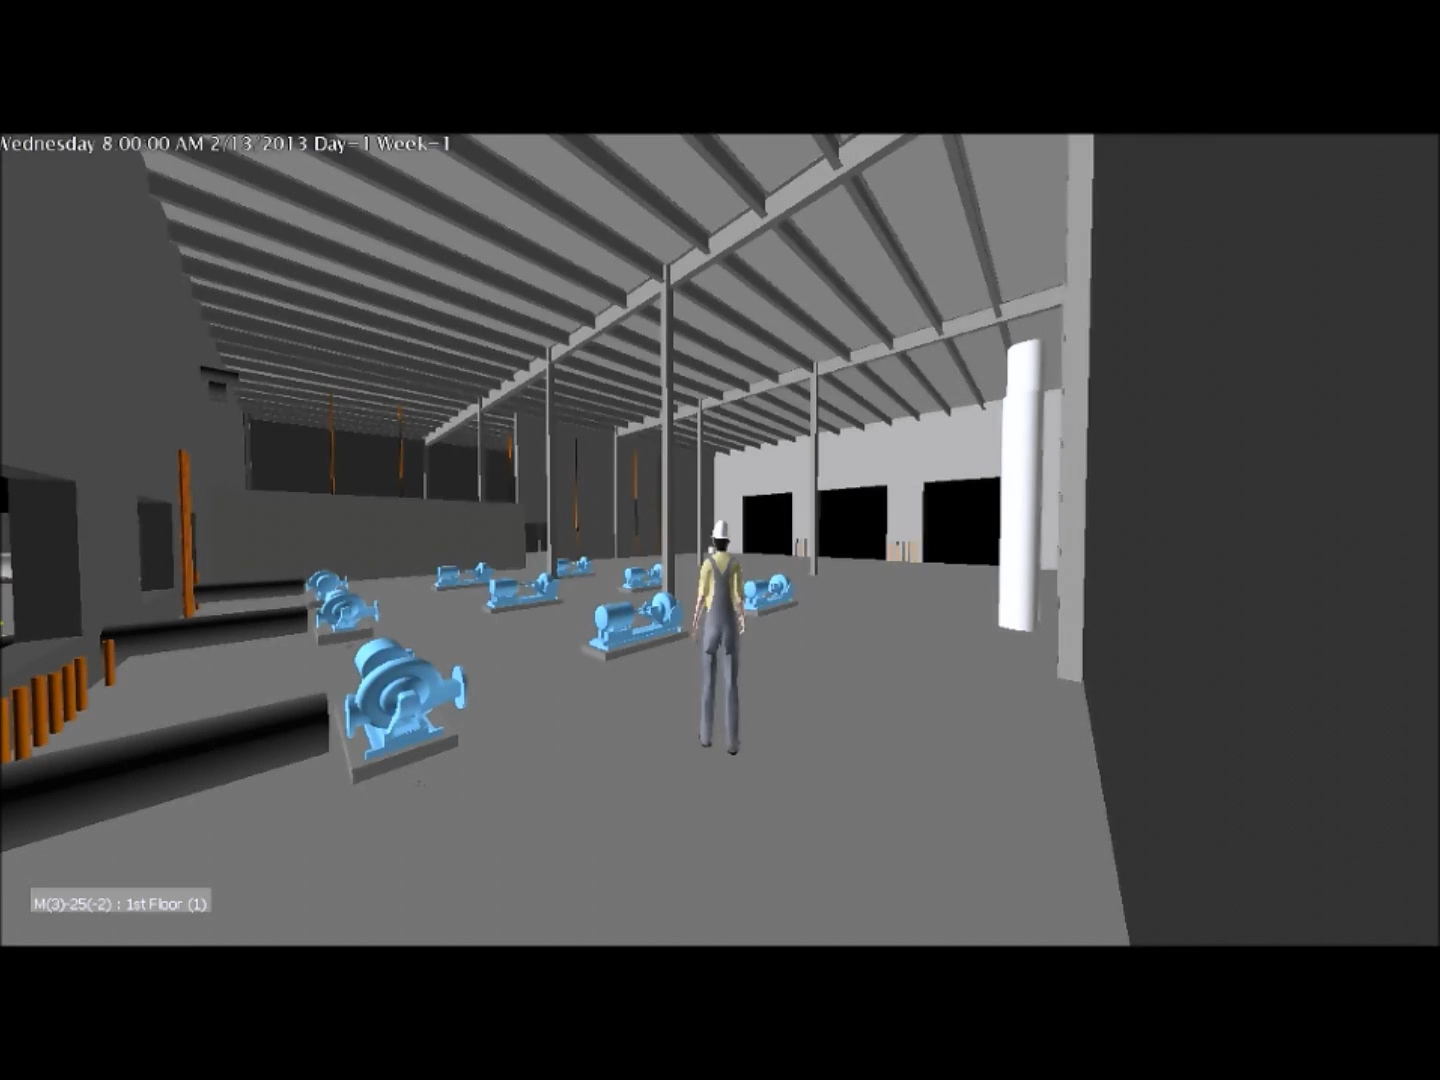 Wednesday 8:00:00 AM 2/13/2013 Day=1 Week=1
M(3)-25(-2) : 1st Floor (1)